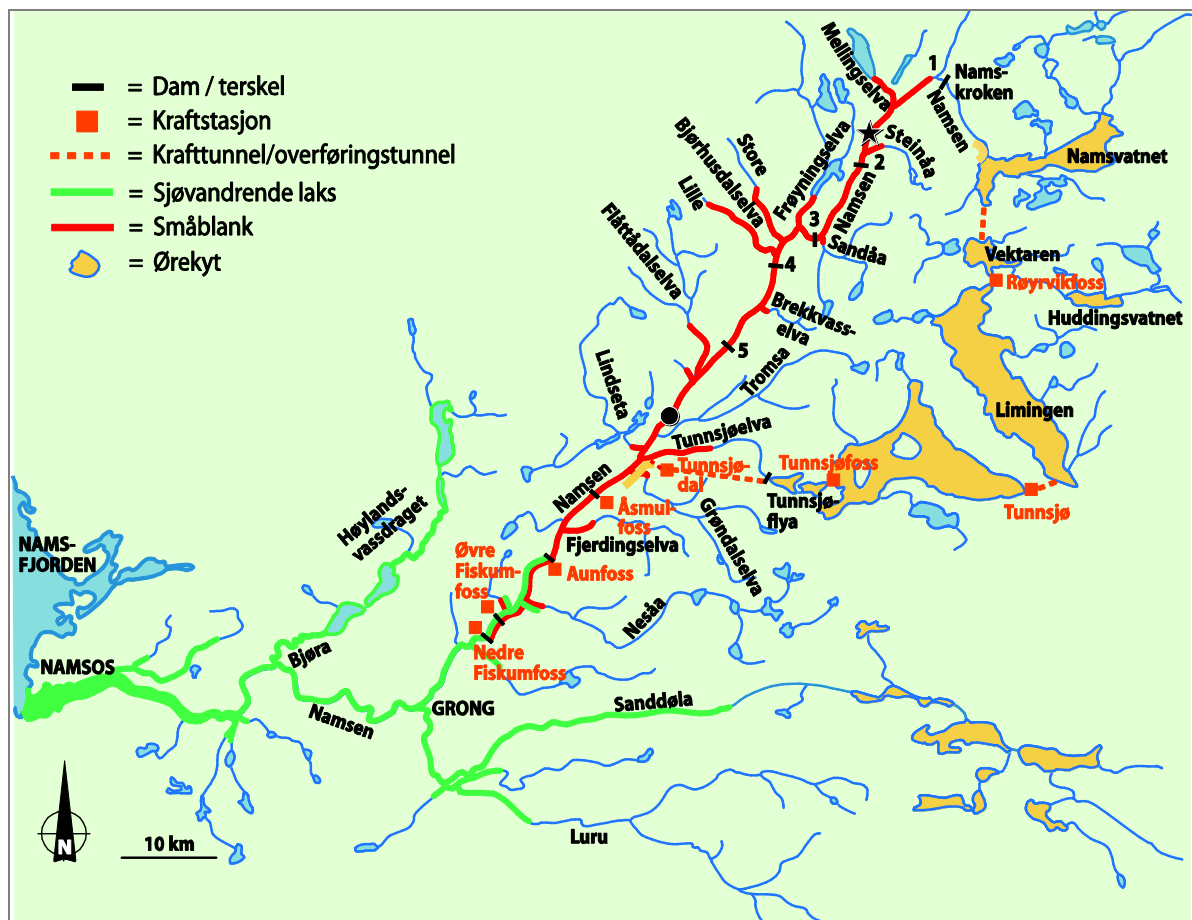 = Dam / terskel
= Kraftstasjon
= Krafttunnel/overføringstunnel
= Sjøvandrende laks
= Småblank
= Ørekyt
Mellingselva
1
Nams-
kroken
Namsen
Steinåa
Namsvatnet
2
Store
Bjørhusdalselva
Lille
Frøyningselva
Namsen
3
Sandåa
4
Flåttådalselva
Vektaren
Røyrvikfoss
Huddingsvatnet
Brekkvass-
elva
5
Tromsa
Lindseta
Limingen
Tunnsjøelva
Tunnsjø-
dal
Tunnsjøfoss
Tunnsjø-
flya
Tunnsjø
Namsen
Åsmul-
foss
Grøndalselva
Høylands-
vassdraget
NAMS-
FJORDEN
Fjerdingselva
Øvre
Fiskum-
foss
Aunfoss
Nesåa
Nedre
Fiskumfoss
Bjøra
NAMSOS
Namsen
GRONG
Sanddøla
Luru
N
10 km